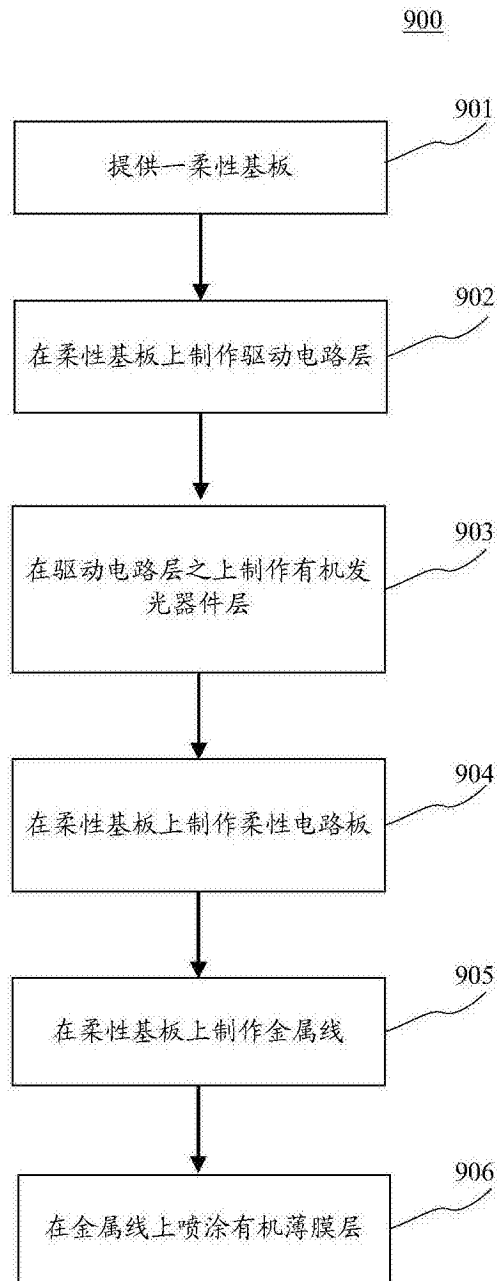 900
901
提供一柔性基板
902
在柔性基板上制作驱动电路层
903
在驱动电路层之上制作有机发
光器件层
904
在柔性基板上制作柔性电路板
905
在柔性基板上制作金属线
906
在金属线上喷涂有机薄膜层